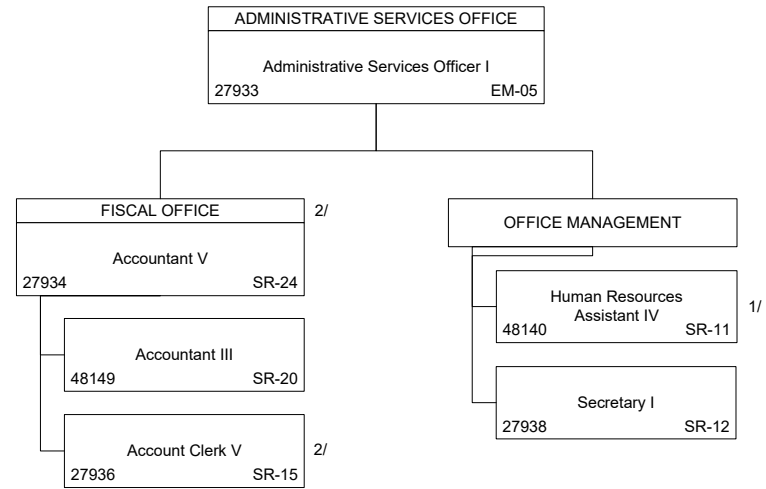 ADMINISTRATIVE SERVICES OFFICE
Administrative Services Officer I
27933 EM-05
FISCAL OFFICE 2/
Accountant V
27934 SR-24
Accountant III
48149 SR-20
Account Clerk V 2/
27936 SR-15
OFFICE MANAGEMENT
Human Resources
Assistant IV 1/
48140 SR-11
Secretary I
27938 SR-12